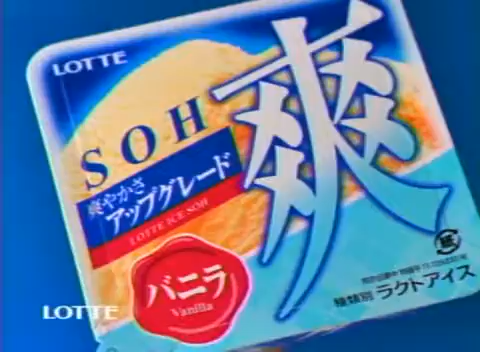 LOTTE
SOH
爽
爽やかさ
アップグレード
LOTTE ICE SOH
バニラ
Vanilla
紙
種類別 ラクトアイス
LOTTE